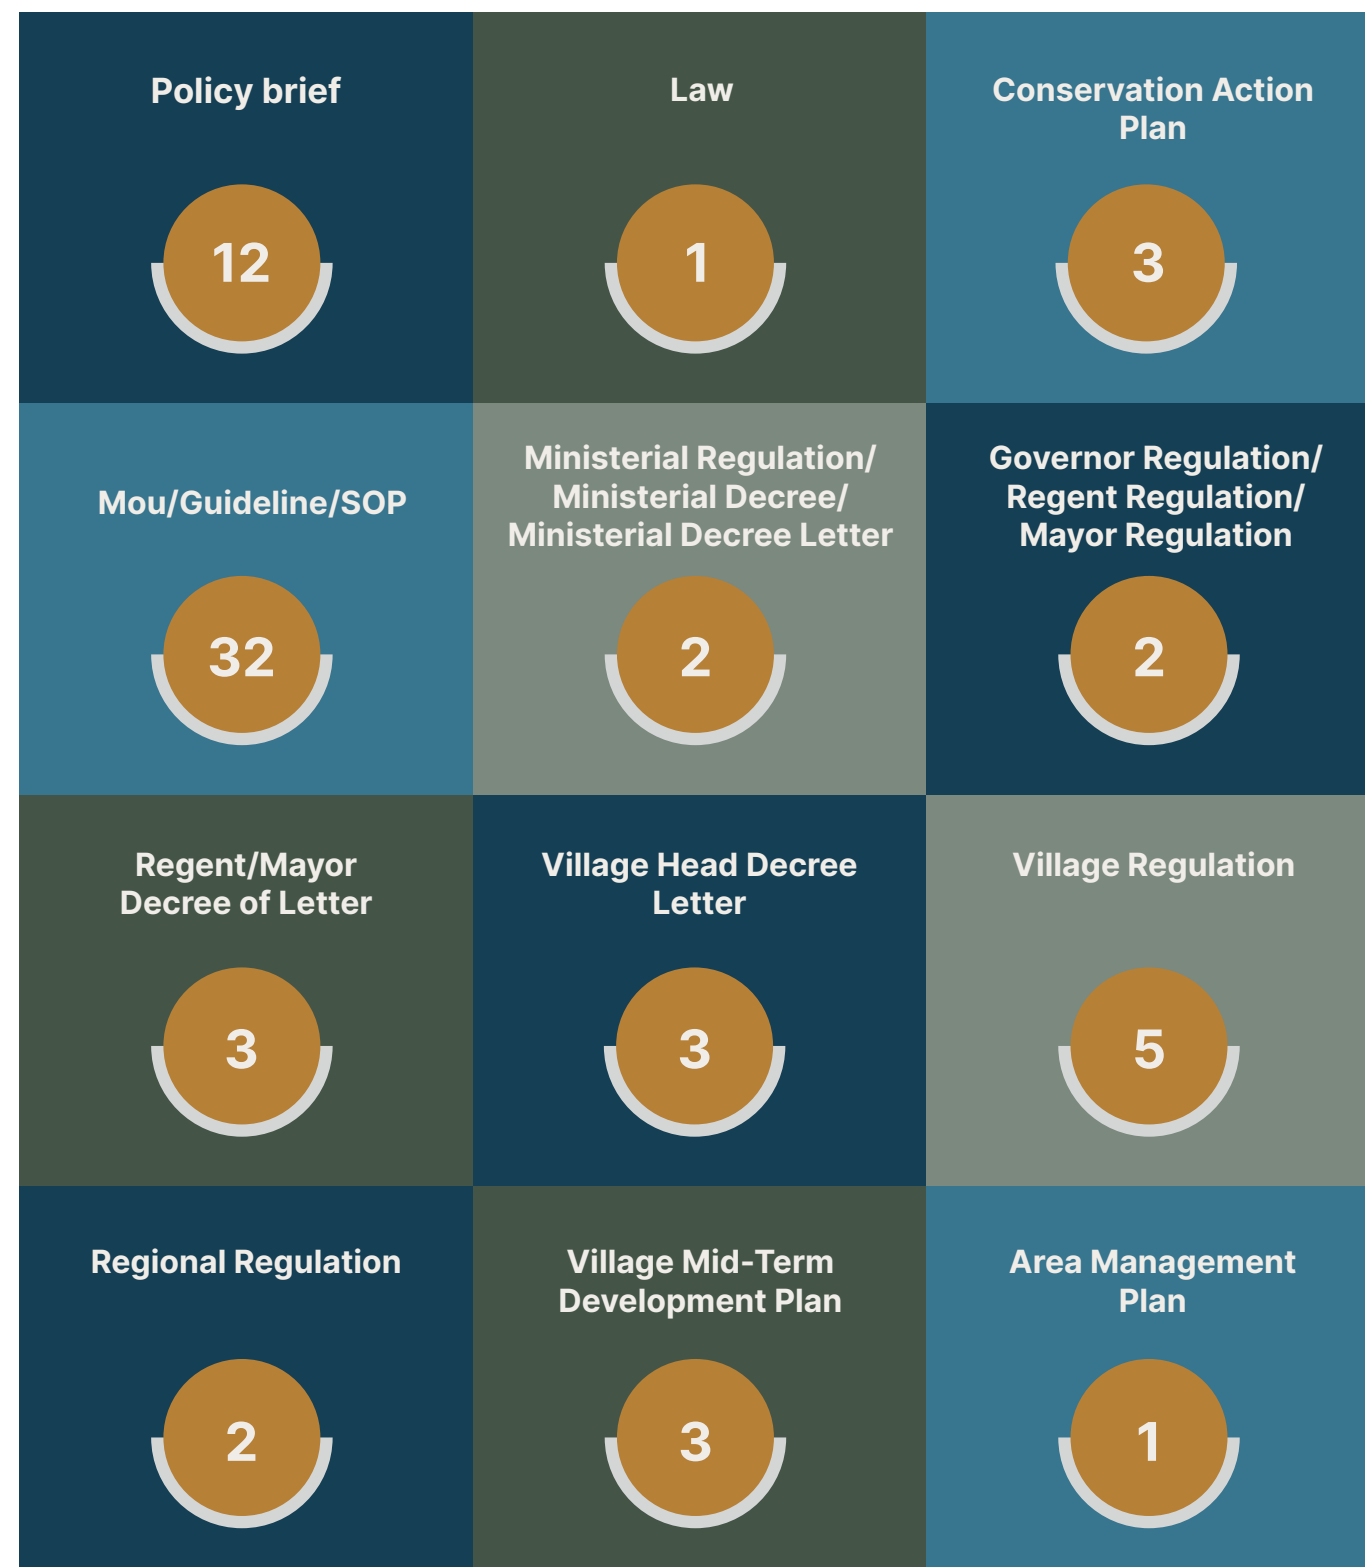 Policy brief
12
Law
1
Conservation Action
Plan
3
Mou/Guideline/SOP
32
Ministerial Regulation/
Ministerial Decree/
Ministerial Decree Letter
2
Governor Regulation/
Regent Regulation/
Mayor Regulation
2
Regent/Mayor
Decree of Letter
3
Village Head Decree
Letter
3
Village Regulation
5
Regional Regulation
2
Village Mid-Term
Development Plan
3
Area Management
Plan
1